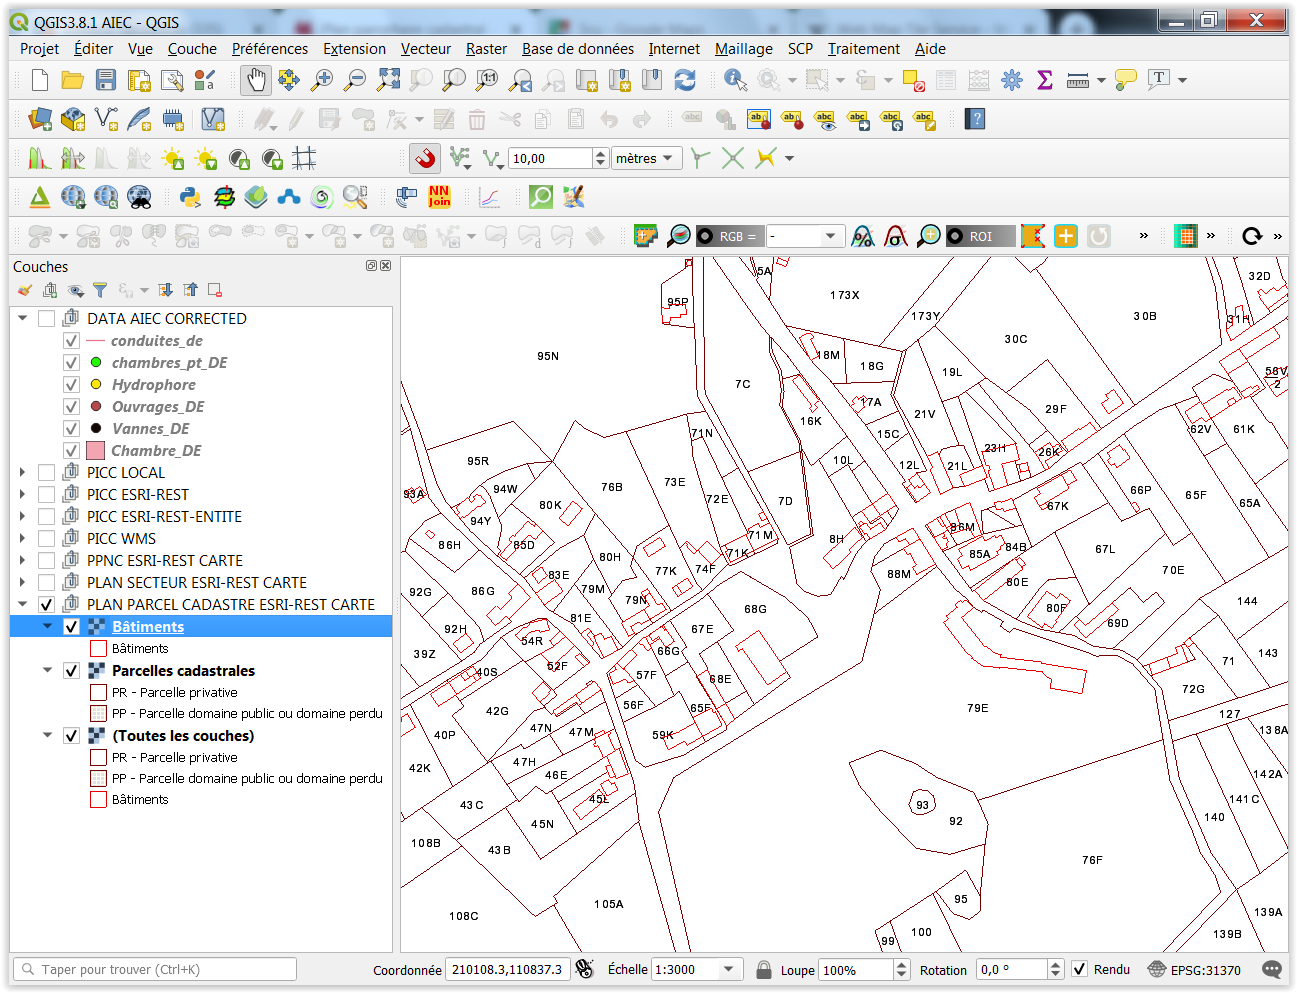 QGIS3.8.1 AIEC - QGIS
Projet Éditer Vue Couche Préférences Extension Vecteur Raster Base de données Internet Maillage SCP Traitement Aide
10,00 mètres
NN Join
RGB = - ROI » » »
Couches
DATA AIEC CORRECTED
conduites_de
chambres_pt_DE
Hydrophore
Ouvrages_DE
Vannes_DE
Chambre_DE
PICC LOCAL
PICC ESRI-REST
PICC ESRI-REST-ENTITE
PICC WMS
PPNC ESRI-REST CARTE
PLAN SECTEUR ESRI-REST CARTE
PLAN PARCEL CADASTRE ESRI-REST CARTE
Bâtiments
Bâtiments
Parcelles cadastrales
PR - Parcelle privative
PP - Parcelle domaine public ou domaine perdu
(Toutes les couches)
PR - Parcelle privative
PP - Parcelle domaine public ou domaine perdu
Bâtiments
5A
32D
173X
95P
173Y
30B
31H
30C
95N
18M
18G
19L
56V
2
7C
17A
29F
16K
21V
62V
61K
71N
15C
23H
26K
95R
10L
12L
21L
94W
76B
73E
66P
65F
93A
72E
7D
65A
80K
67K
94Y
96M
71M
8H
86H
85D
84B
67L
80H
71K
85A
83E
77K
74F
88M
70E
92G
86G
79M
80E
79N
144
68G
80F
81E
92H
67E
69D
54R
39Z
66G
143
52F
71
40S
57F
68E
72G
56F
65F
79E
42G
127
47N
47M
59K
138A
40P
47H
42K
46E
142A
43C
45L
141C
93
140
45N
92
108B
43B
76F
95
105A
108C
139A
100
99
139B
Taper pour trouver (Ctrl+K) Coordonnée 210108.3,110837.3 Échelle 1:3000 Loupe 100% Rotation 0,0 ° Rendu EPSG:31370